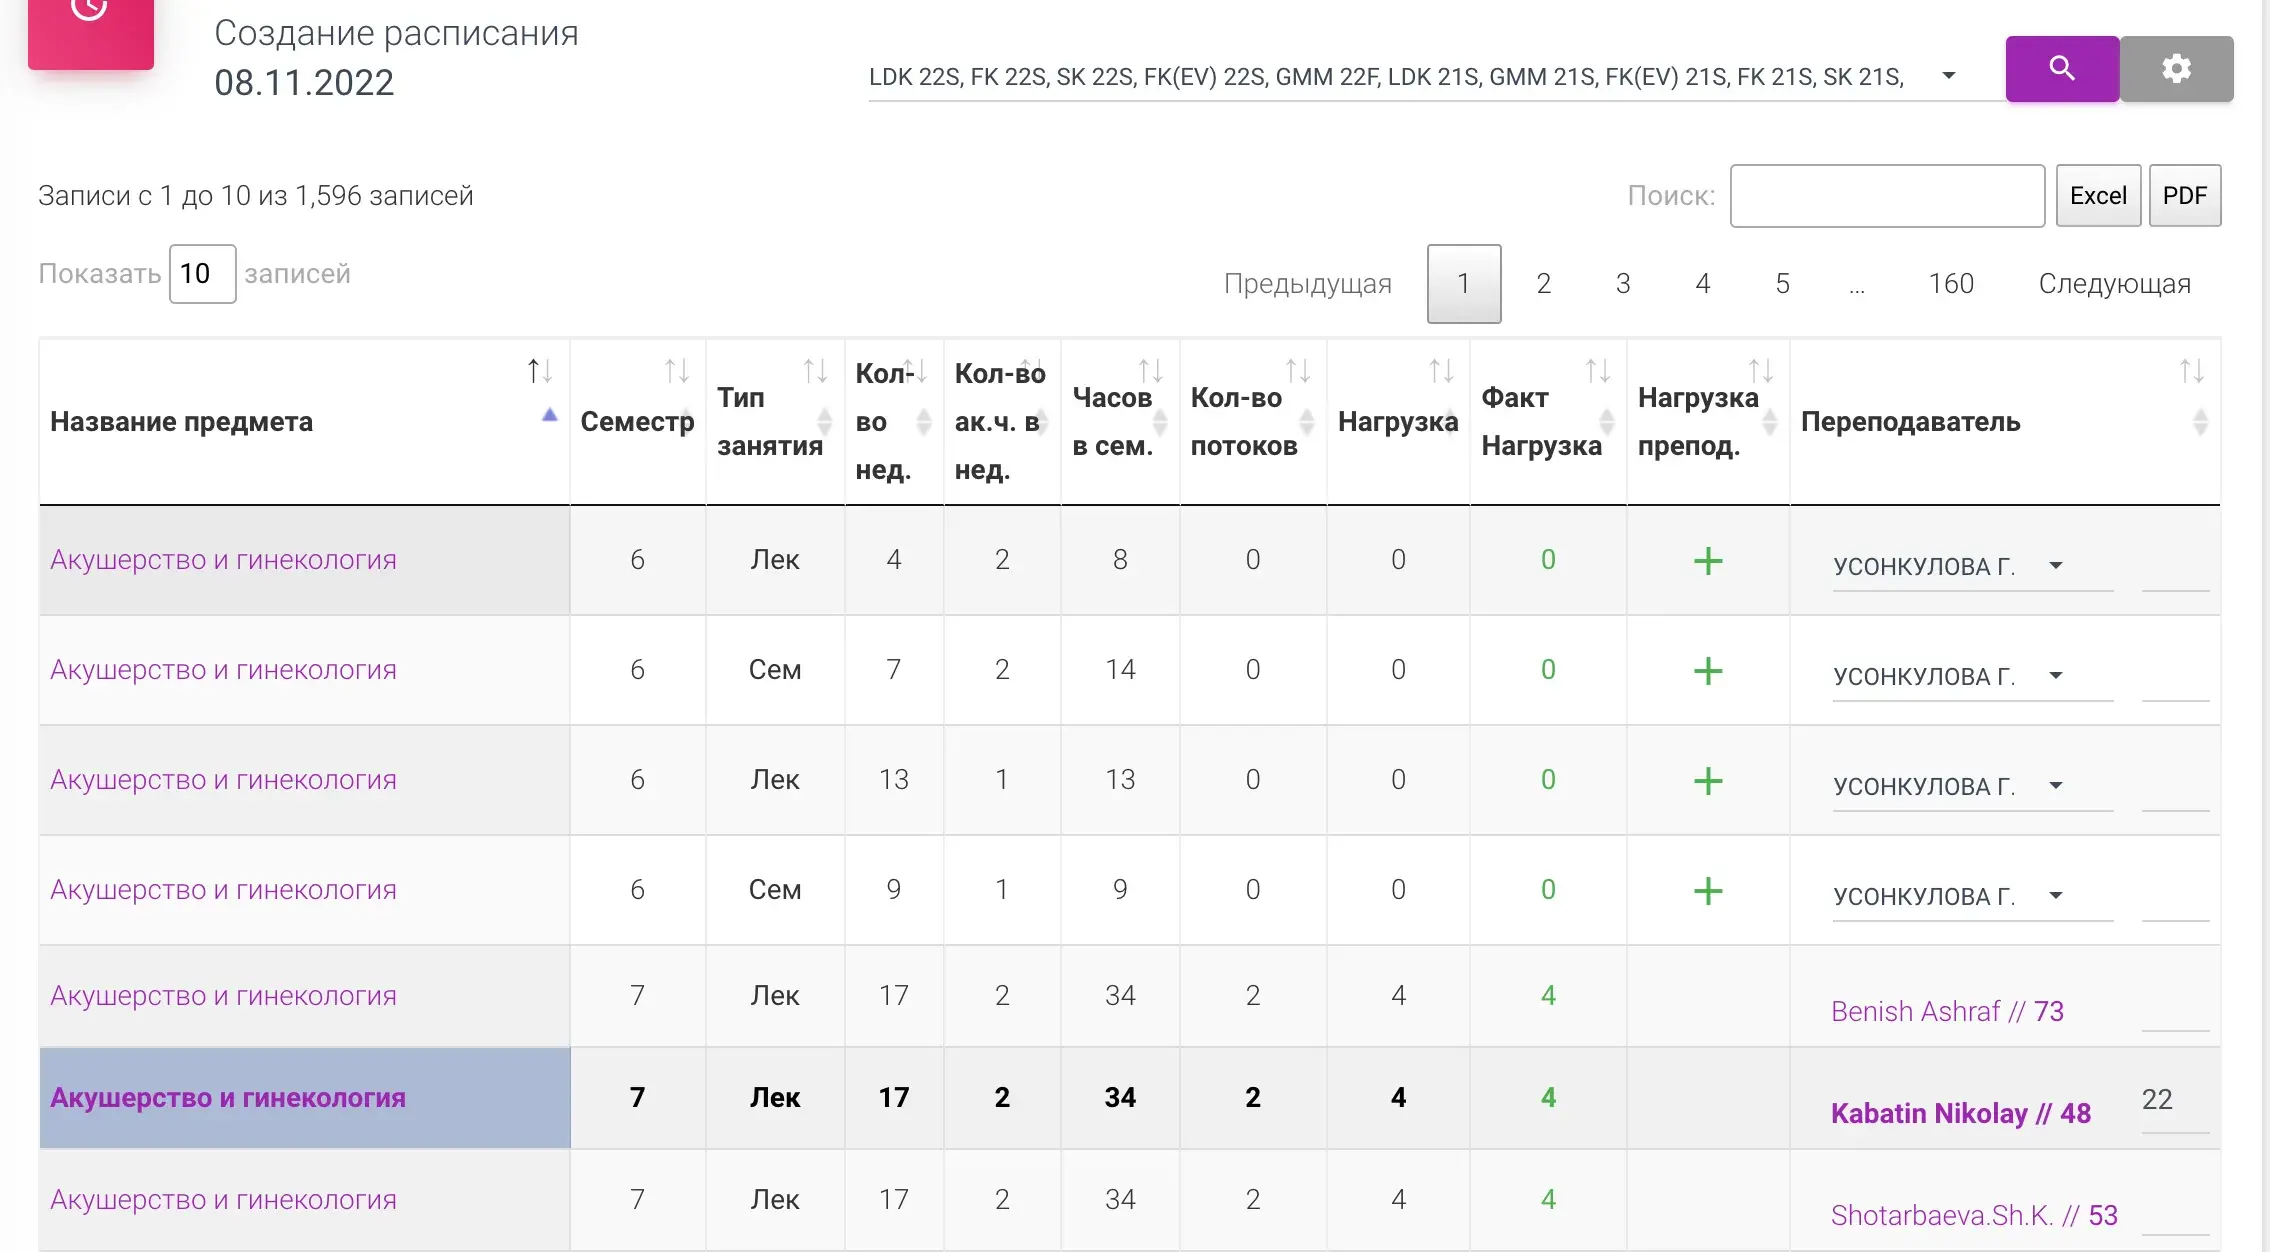 Создание расписания
08.11.2022
LDK 22S, FK 22S, SK 22S, FK(EV) 22S, GMM 22F, LDK 21S, GMM 21S, FK(EV) 21S, FK 21S, SK 21S,
Записи с 1 до 10 из 1,596 записей
Поиск: Excel PDF
Показать 10 записей
Предыдущая 1 2 3 4 5 ... 160 Следующая
Название предмета Семестр Тип занятия Кол-во нед. Кол-во ак.ч. в нед. Часов в сем. Кол-во потоков Нагрузка Факт Нагрузка Нагрузка препод. Переподаватель
Акушерство и гинекология 6 Лек 4 2 8 0 0 0 + УСОНКУЛОВА Г.
Акушерство и гинекология 6 Сем 7 2 14 0 0 0 + УСОНКУЛОВА Г.
Акушерство и гинекология 6 Лек 13 1 13 0 0 0 + УСОНКУЛОВА Г.
Акушерство и гинекология 6 Сем 9 1 9 0 0 0 + УСОНКУЛОВА Г.
Акушерство и гинекология 7 Лек 17 2 34 2 4 4 Benish Ashraf // 73
Акушерство и гинекология 7 Лек 17 2 34 2 4 4 Kabatin Nikolay // 48 22
Акушерство и гинекология 7 Лек 17 2 34 2 4 4 Shotarbaeva.Sh.K. // 53